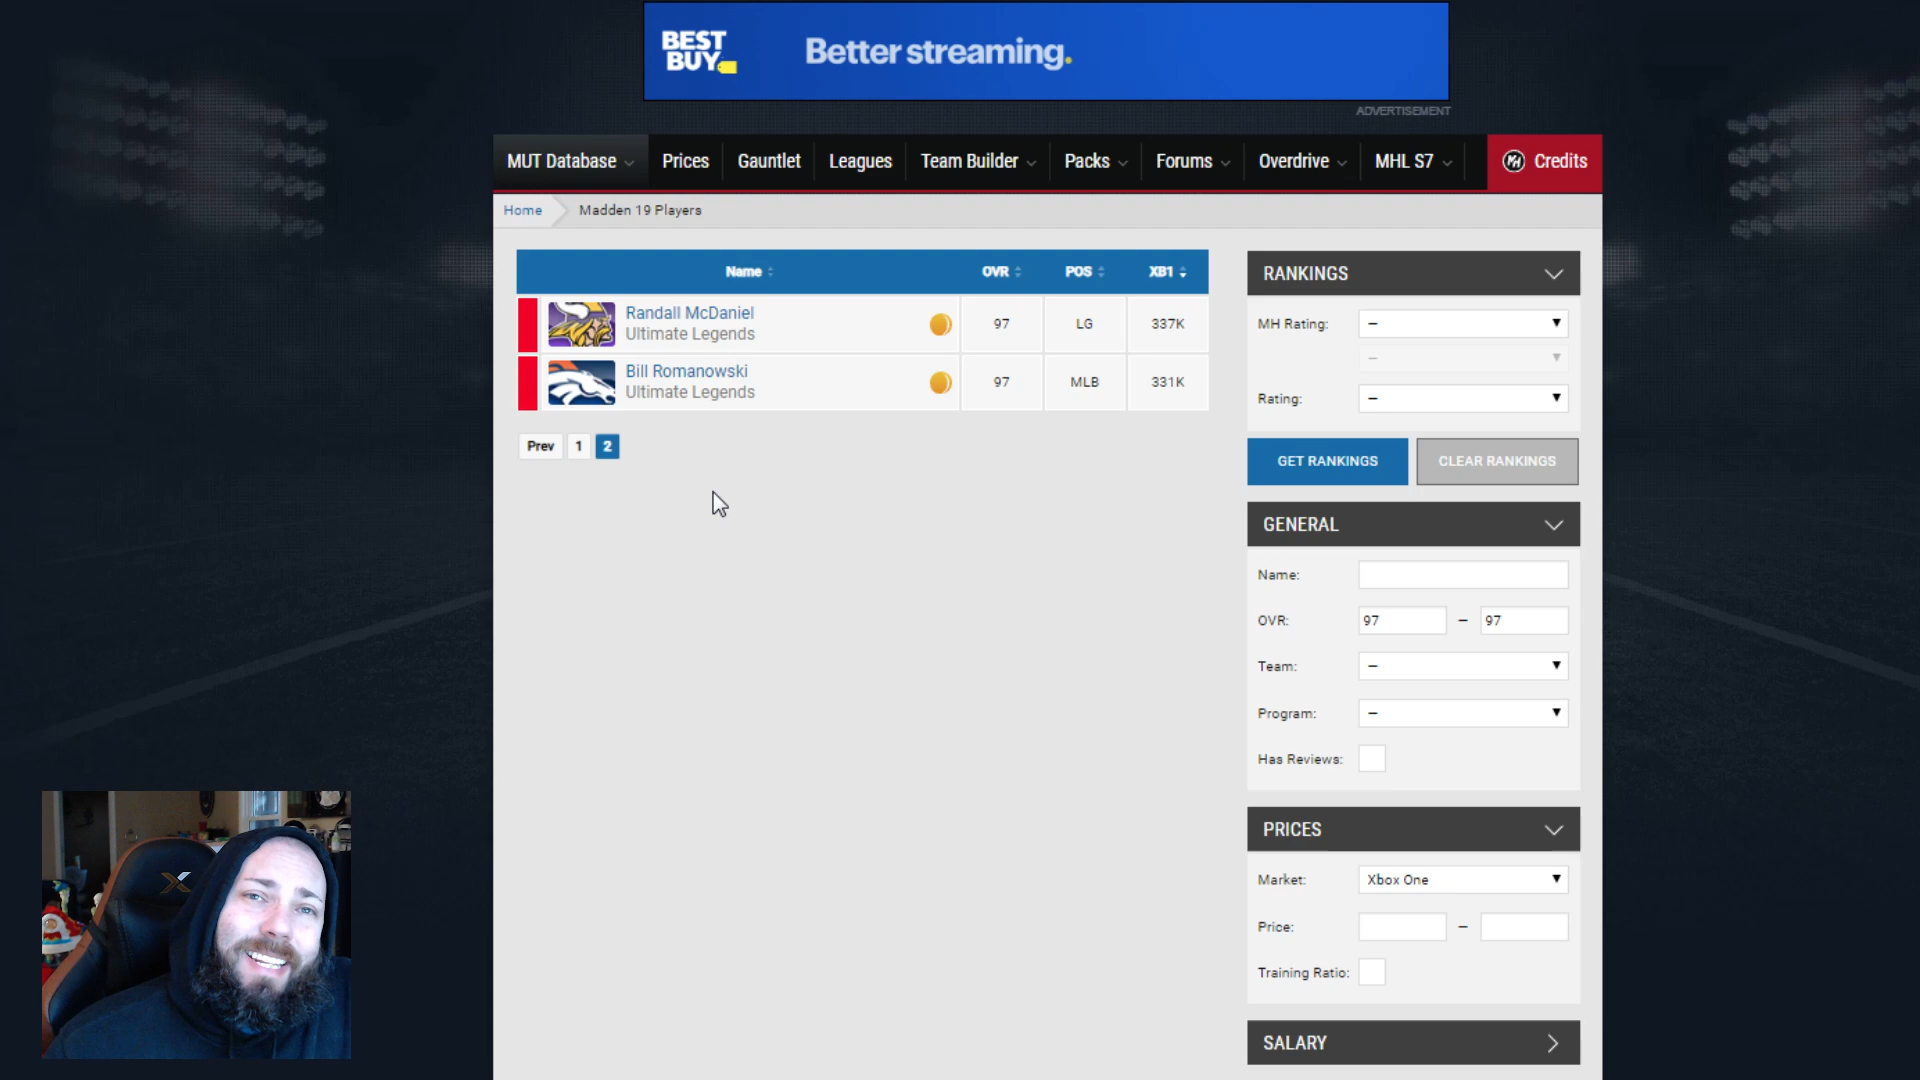 BEST
BUY
Better streaming.
ADVERTISEMENT
MUT Database Prices Gauntlet Leagues Team Builder Packs Forums Overdrive MHL S7 Credits
Home Madden 19 Players
Name OVR POS XB1
Randall McDaniel
Ultimate Legends
97 LG 337K
Bill Romanowski
Ultimate Legends
97 MLB 331K
Prev 1 2
RANKINGS
MH Rating: –
–
Rating: –
GET RANKINGS CLEAR RANKINGS
GENERAL
Name:
OVR: 97 – 97
Team: –
Program: –
Has Reviews:
PRICES
Market: Xbox One
Price: –
Training Ratio:
SALARY